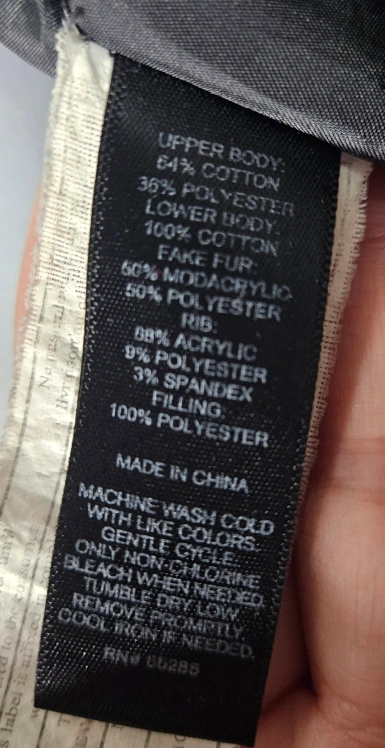 UPPER BODY:
64% COTTON
36% POLYESTER
LOWER BODY:
100% COTTON
FAKE FUR:
50% MODACRYLIC
50% POLYESTER
RIB:
88% ACRYLIC
9% POLYESTER
3% SPANDEX
FILLING:
100% POLYESTER
MADE IN CHINA
MACHINE WASH COLD
WITH LIKE COLORS.
GENTLE CYCLE.
ONLY NON-CHLORINE
BLEACH WHEN NEEDED.
TUMBLE DRY LOW.
REMOVE PROMPTLY.
COOL IRON IF NEEDED.
RN#